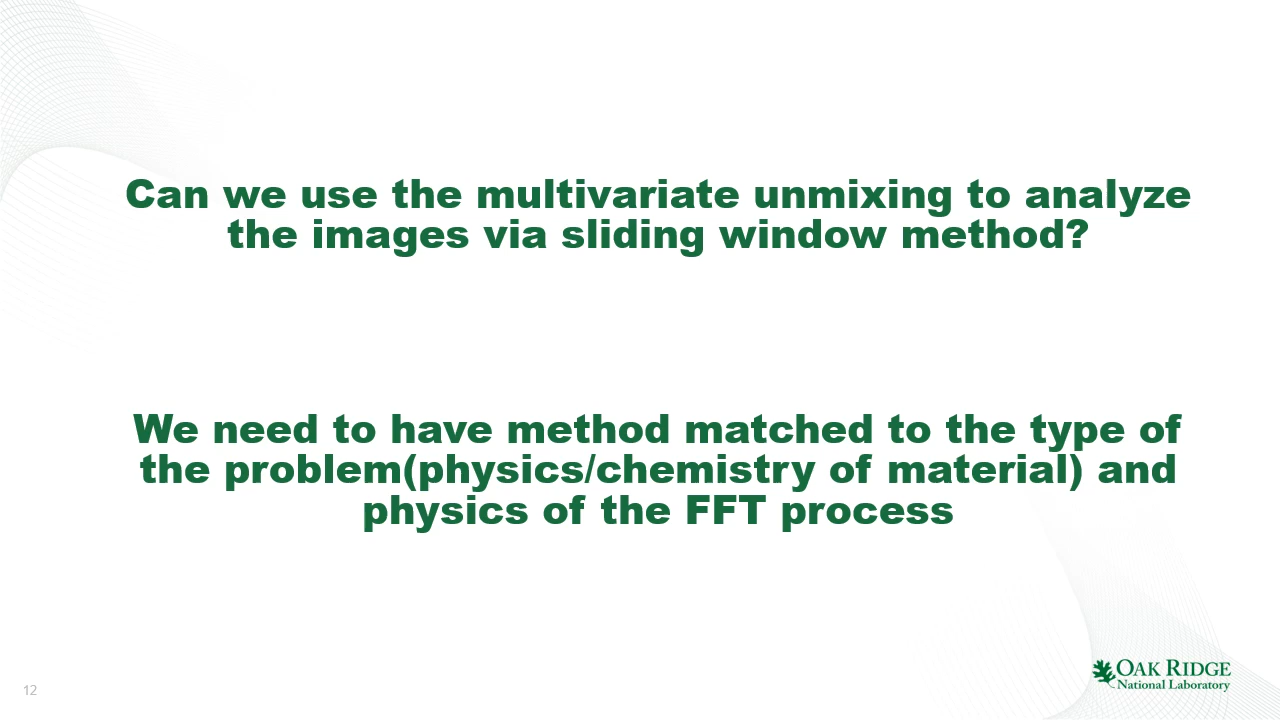 Can we use the multivariate unmixing to analyze
the images via sliding window method?
We need to have method matched to the type of
the problem(physics/chemistry of material) and
physics of the FFT process
12
OAK RIDGE
National Laboratory